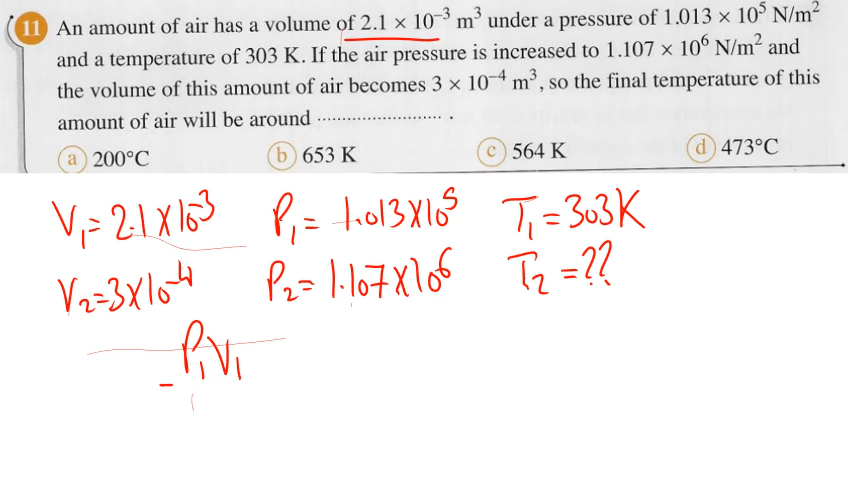 11 An amount of air has a volume of 2.1 × 10⁻³ m³ under a pressure of 1.013 × 10⁵ N/m²
and a temperature of 303 K. If the air pressure is increased to 1.107 × 10⁶ N/m² and
the volume of this amount of air becomes 3 × 10⁻⁴ m³, so the final temperature of this
amount of air will be around ..........................
a 200°C b 653 K c 564 K d 473°C
V₁= 2.1 X 10⁻³ P₁= 1.013X10⁵ T₁=303K
V₂=3X10⁻⁴ P₂= 1.107X10⁶ T₂=??
P₁V₁